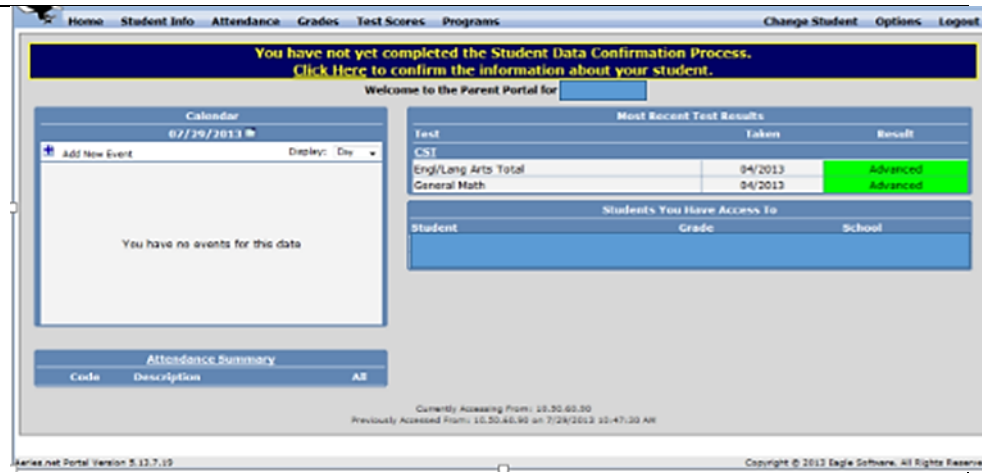 Home Student Info Attendance Grades Test Scores Programs Change Student Options Logout
You have not yet completed the Student Data Confirmation Process.
Click Here to confirm the information about your student.
Welcome to the Parent Portal for
Calendar
07/29/2013
Add New Event Display: Day
You have no events for this date
Most Recent Test Results
Test Taken Result
CST
Engl/Lang Arts Total 04/2013 Advanced
General Math 04/2013 Advanced
Students You Have Access To
Student Grade School
Attendance Summary
Code Description All
Currently Accessing From: 10.50.60.90
Previously Accessed From: 10.50.60.90 on 7/29/2013 10:47:30 AM
Aeries.net Portal Version 5.13.7.19 Copyright © 2013 Eagle Software. All Rights Reserve